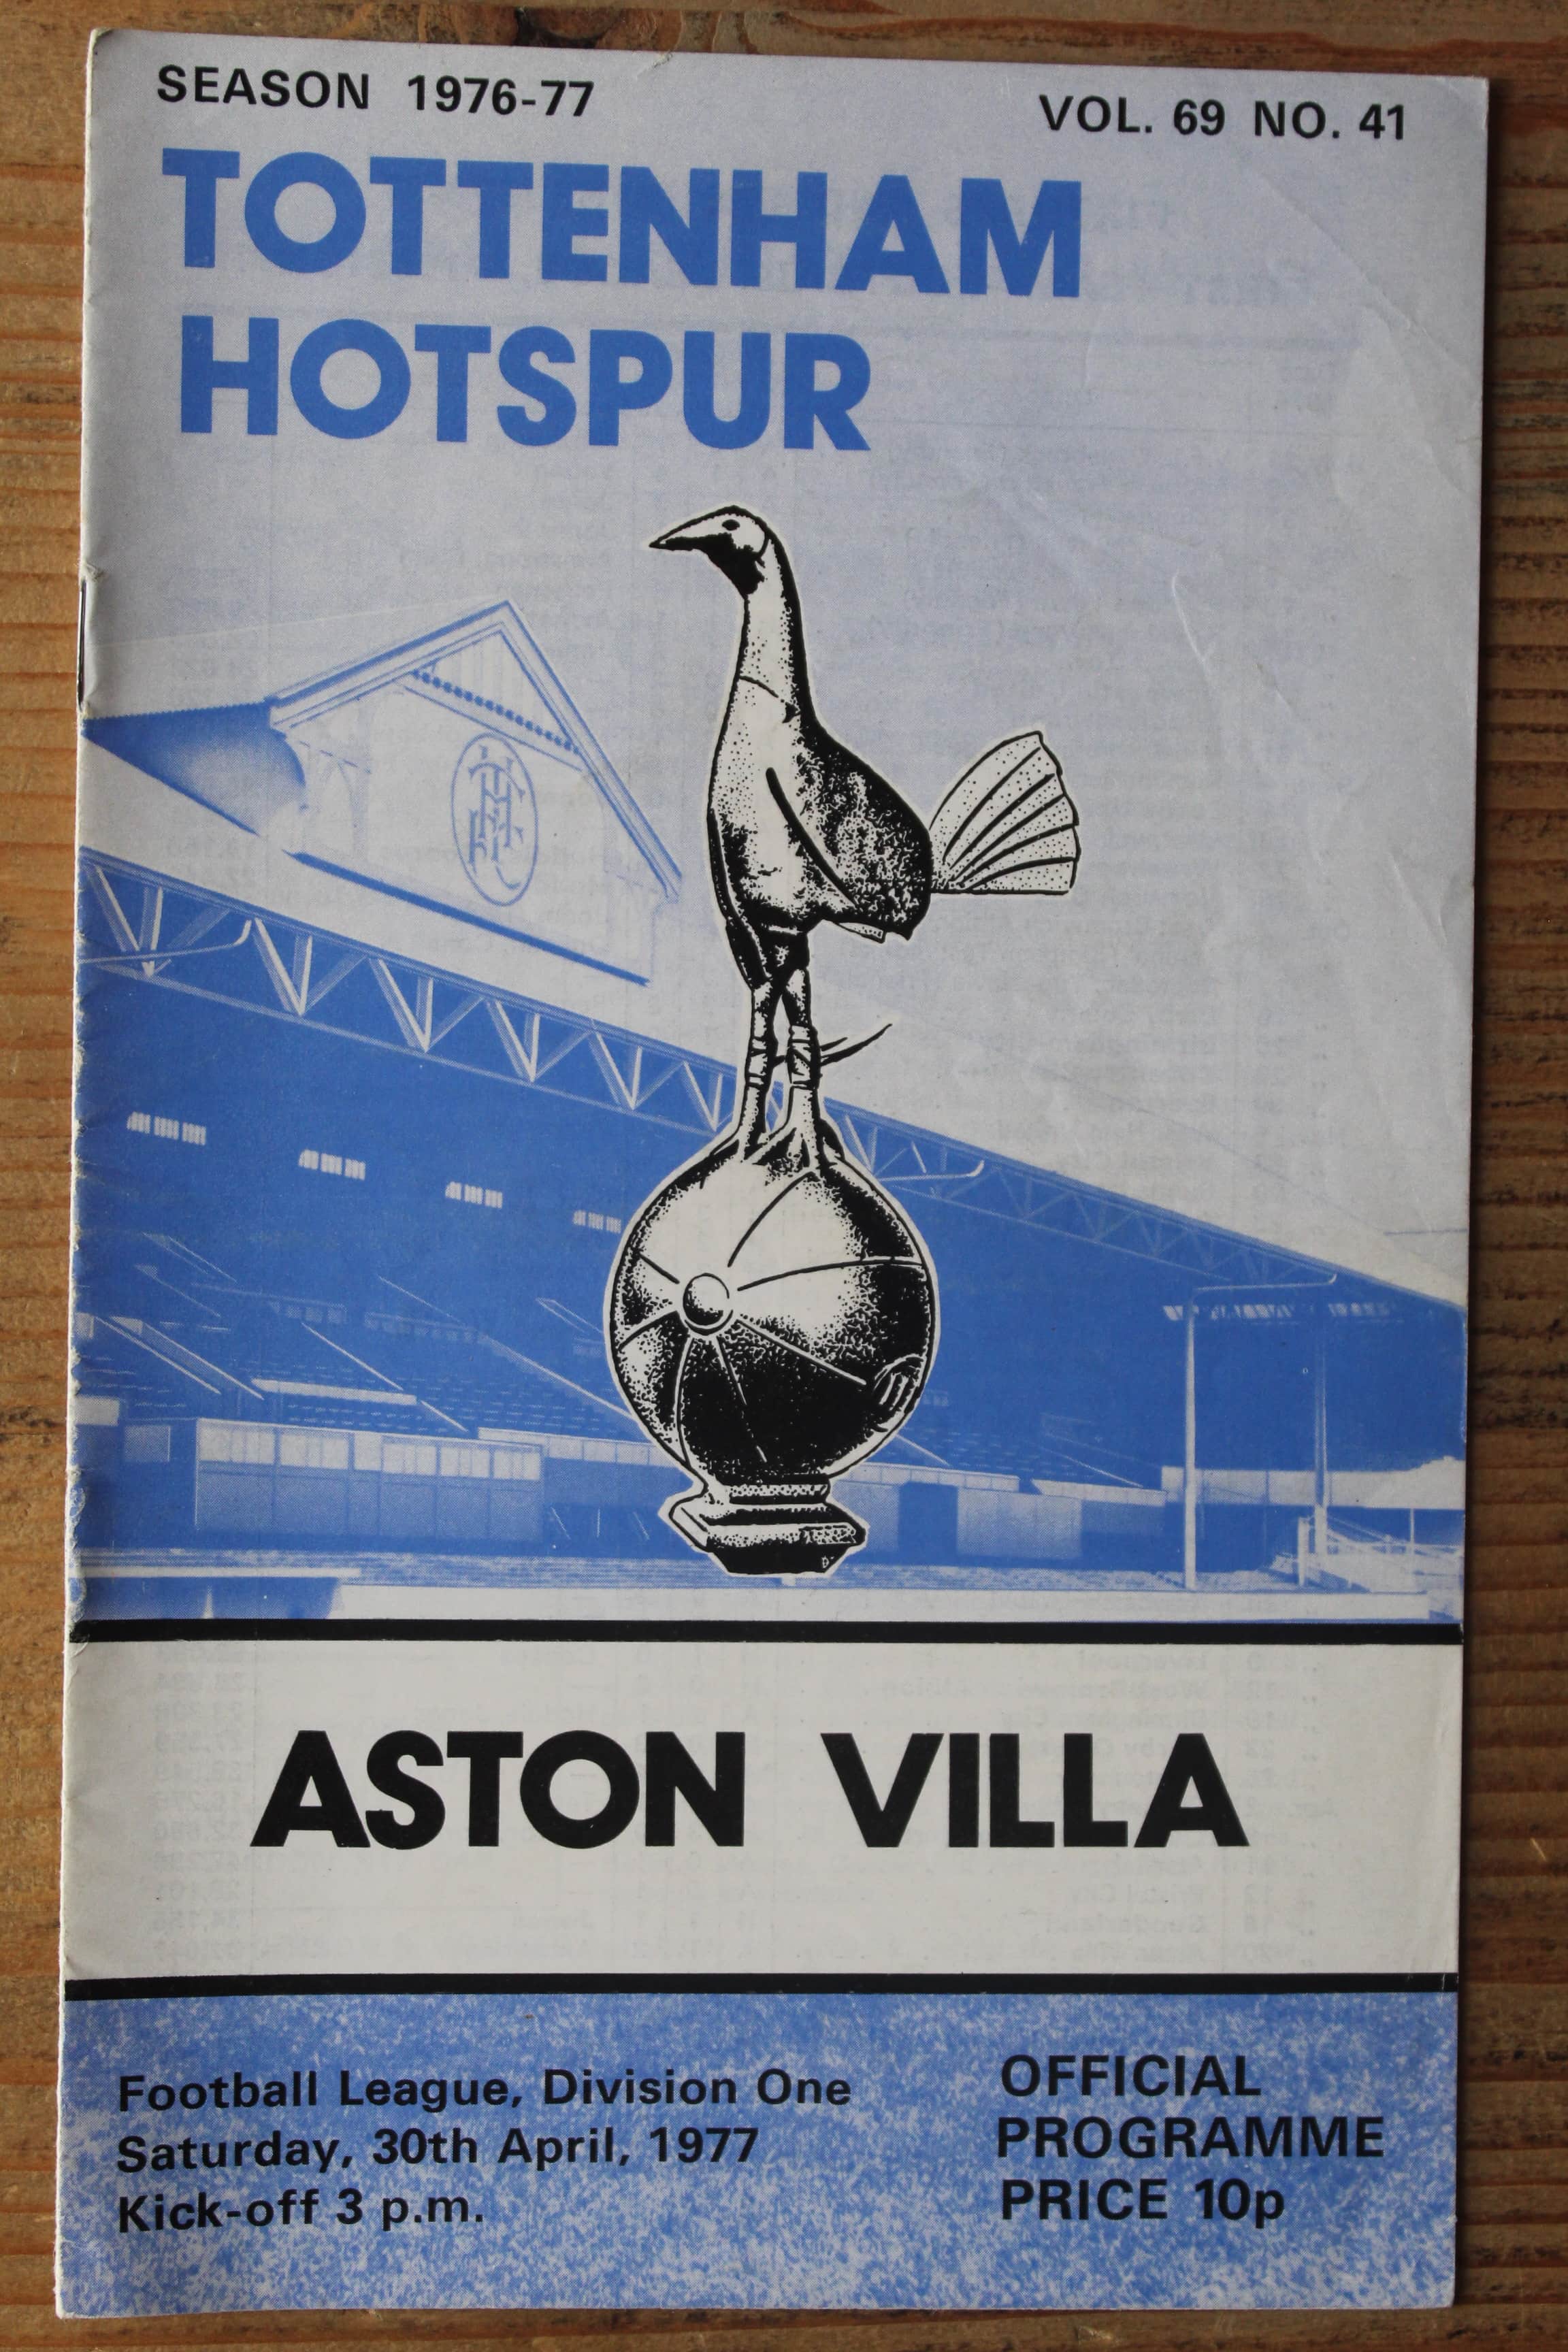 SEASON 1976-77
VOL. 69 NO. 41
TOTTENHAM
HOTSPUR
ASTON VILLA
Football League, Division One
Saturday, 30th April, 1977
Kick-off 3 p.m.
OFFICIAL
PROGRAMME
PRICE 10p